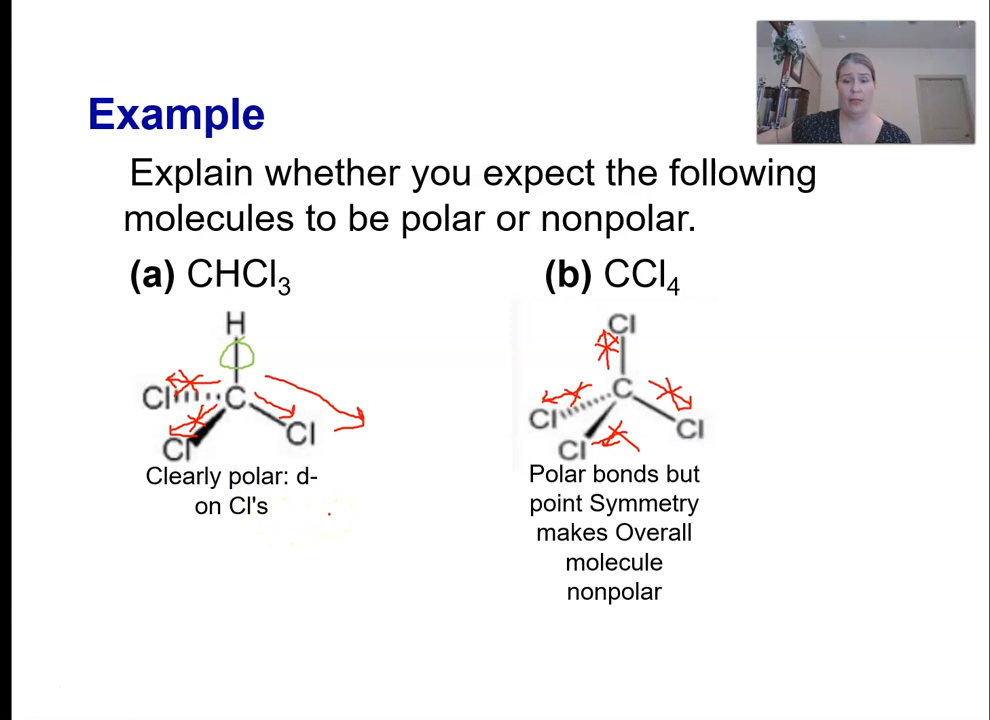 Example
Explain whether you expect the following
molecules to be polar or nonpolar.
(a) CHCl3
(b) CCl4
H
Cl
C
Cl
Cl
Clearly polar: d-
on Cl's
Cl
C
Cl
Cl
Cl
Polar bonds but
point Symmetry
makes Overall
molecule
nonpolar